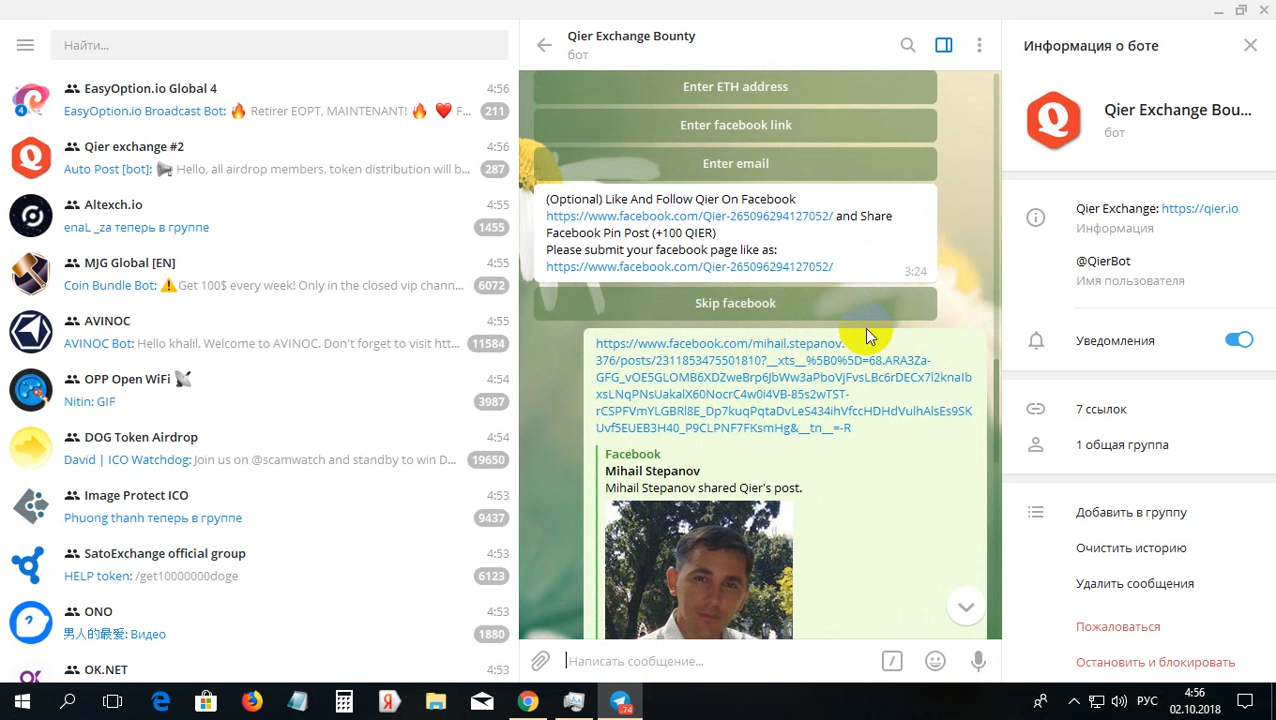 Найти...
EasyOption.io Global 4
4:56
EasyOption.io Broadcast Bot: 🔥 Retirer EOPT, MAINTENANT! 🔥 ❤️ F...
211
4
Qier exchange #2
4:56
Auto Post [bot]: 📢 Hello, all airdrop members, token distribution will b...
287
Altexch.io
4:55
enaL _za теперь в группе
1455
MJG Global [EN]
4:55
Coin Bundle Bot: ⚠️Get 100$ every week! Only in the closed vip chann...
6072
AVINOC
4:55
AVINOC Bot: Hello khalil. Welcome to AVINOC. Don't forget to visit htt...
11584
OPP Open WiFi 📡
4:54
Nitin: GIF
3987
DOG Token Airdrop
4:54
David | ICO Watchdog: Join us on @scamwatch and standby to win D...
19650
Image Protect ICO
4:53
Phuong thanh теперь в группе
9437
SatoExchange official group
4:53
HELP token: /get10000000doge
6123
ONO
4:53
男人的最爱: Видео
1880
OK.NET
4:53
Qier Exchange Bounty
бот
Enter ETH address
Enter facebook link
Enter email
(Optional) Like And Follow Qier On Facebook
https://www.facebook.com/Qier-265096294127052/ and Share
Facebook Pin Post (+100 QIER)
Please submit your facebook page like as:
https://www.facebook.com/Qier-265096294127052/
3:24
Skip facebook
https://www.facebook.com/mihail.stepanov.
376/posts/2311853475501810?__xts__%5B0%5D=68.ARA3Za-
GFG_vOE5GLOMB6XDZweBrp6JbWw3aPboVjFvsLBc6rDECx7l2knaIb
xsLNqPNsUakalX60NocrC4w0i4VB-85s2wTST-
rCSPFVmYLGBRl8E_Dp7kuqPqtaDvLeS434ihVfccHDHdVulhAlsEs9SK
Uvf5EUEB3H40_P9CLPNF7FKsmHg&__tn__=-R
Facebook
Mihail Stepanov
Mihail Stepanov shared Qier's post.
Написать сообщение...
Информация о боте
Qier Exchange Bou...
бот
Qier Exchange: https://qier.io
Информация
@QierBot
Имя пользователя
Уведомления
7 ссылок
1 общая группа
Добавить в группу
Очистить историю
Удалить сообщения
Пожаловаться
Остановить и блокировать
74
РУС
4:56
02.10.2018